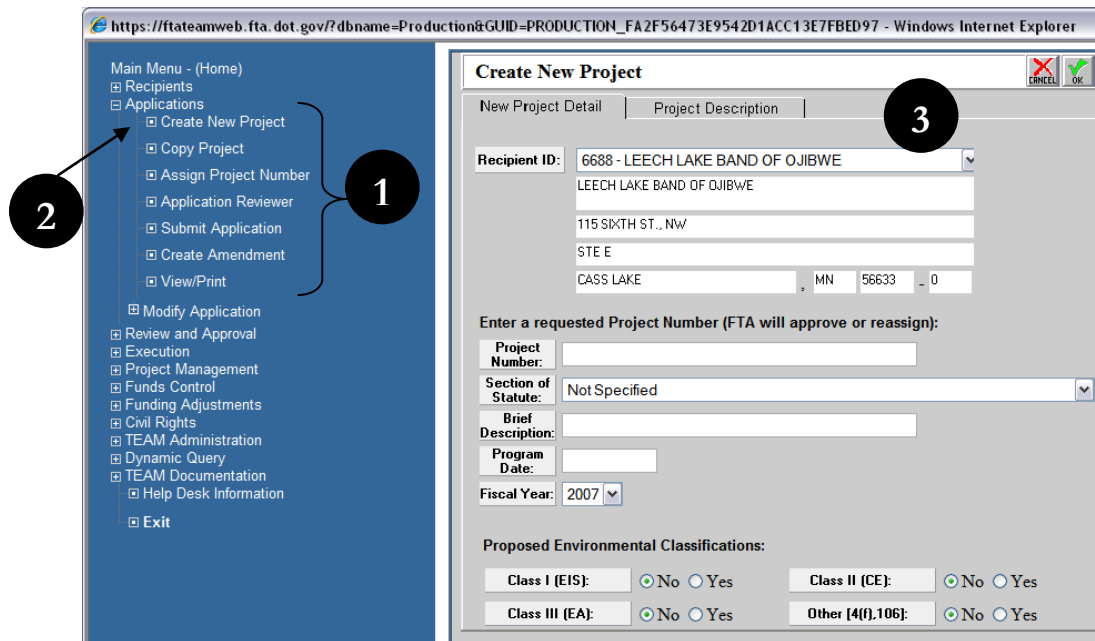 https://ftateamweb.fta.dot.gov/?dbname=Production&GUID=PRODUCTION_FA2F56473E9542D1ACC13E7FBED97 - Windows Internet Explorer
Main Menu - (Home)
Recipients
Applications
Create New Project
Copy Project
Assign Project Number
Application Reviewer
Submit Application
Create Amendment
View/Print
Modify Application
Review and Approval
Execution
Project Management
Funds Control
Funding Adjustments
Civil Rights
TEAM Administration
Dynamic Query
TEAM Documentation
Help Desk Information
Exit
1
2
Create New Project
CANCEL OK
New Project Detail Project Description
3
Recipient ID: 6688 - LEECH LAKE BAND OF OJIBWE
LEECH LAKE BAND OF OJIBWE
115 SIXTH ST., NW
STE E
CASS LAKE , MN 56633 - 0
Enter a requested Project Number (FTA will approve or reassign):
Project
Number:
Section of
Statute: Not Specified
Brief
Description:
Program
Date:
Fiscal Year: 2007
Proposed Environmental Classifications:
Class I (EIS): No Yes Class II (CE): No Yes
Class III (EA): No Yes Other [4(f),106]: No Yes